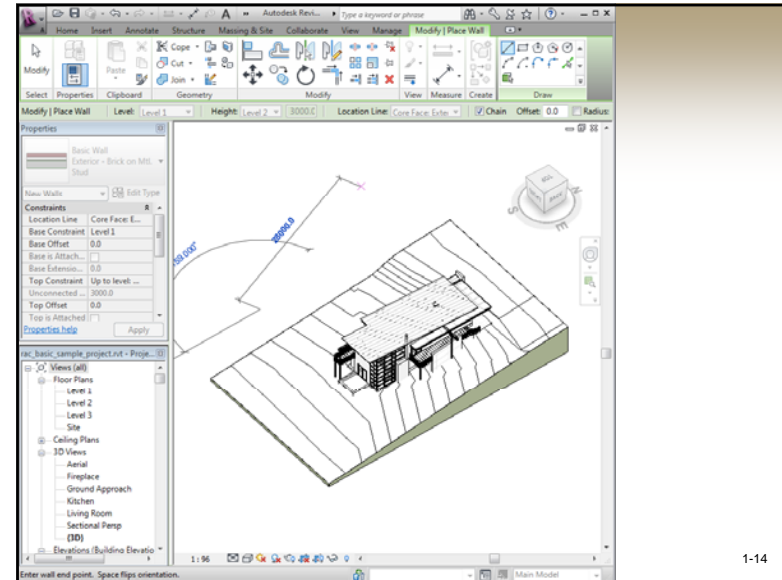 A » Autodesk Revi... Type a keyword or phrase
Home Insert Annotate Structure Massing & Site Collaborate View Manage Modify | Place Wall
Modify Paste Cope Cut Join
Select Properties Clipboard Geometry Modify View Measure Create Draw
Modify | Place Wall Level: Level 1 Height: Level 2 3000.0 Location Line: Core Face: Exter Chain Offset: 0.0 Radius:
Properties
Basic Wall
Exterior - Brick on Mtl.
Stud
New Walls Edit Type
Constraints
Location Line Core Face: E...
Base Constraint Level 1
Base Offset 0.0
Base is Attach...
Base Extensio... 0.0
Top Constraint Up to level: ...
Unconnected ... 3000.0
Top Offset 0.0
Top is Attached
Properties help Apply
rac_basic_sample_project.rvt - Proje...
Views (all)
Floor Plans
Level 1
Level 2
Level 3
Site
Ceiling Plans
3D Views
Aerial
Fireplace
Ground Approach
Kitchen
Living Room
Sectional Persp
{3D}
Elevations (Building Elevatio
TOP
S
E
1 : 96
Enter wall end point. Space flips orientation.
Main Model
1-14